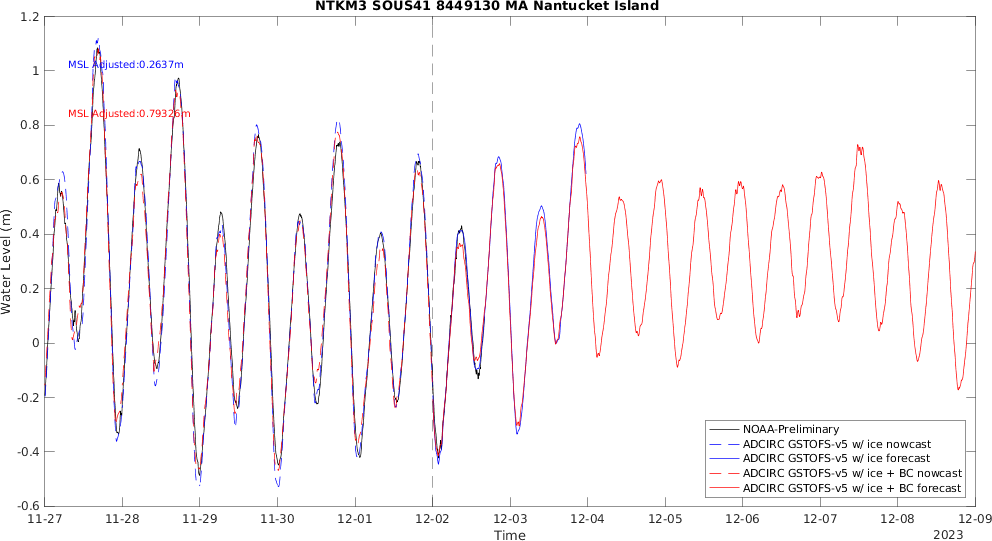 NTKM3 SOUS41 8449130 MA Nantucket Island
1.2
1
0.8
0.6
0.4
0.2
0
-0.2
-0.4
-0.6
Water Level (m)
MSL Adjusted:0.2637m
MSL Adjusted:0.79326m
NOAA-Preliminary
ADCIRC GSTOFS-v5 w/ ice nowcast
ADCIRC GSTOFS-v5 w/ ice forecast
ADCIRC GSTOFS-v5 w/ ice + BC nowcast
ADCIRC GSTOFS-v5 w/ ice + BC forecast
11-27 11-28 11-29 11-30 12-01 12-02 12-03 12-04 12-05 12-06 12-07 12-08 12-09
Time
2023